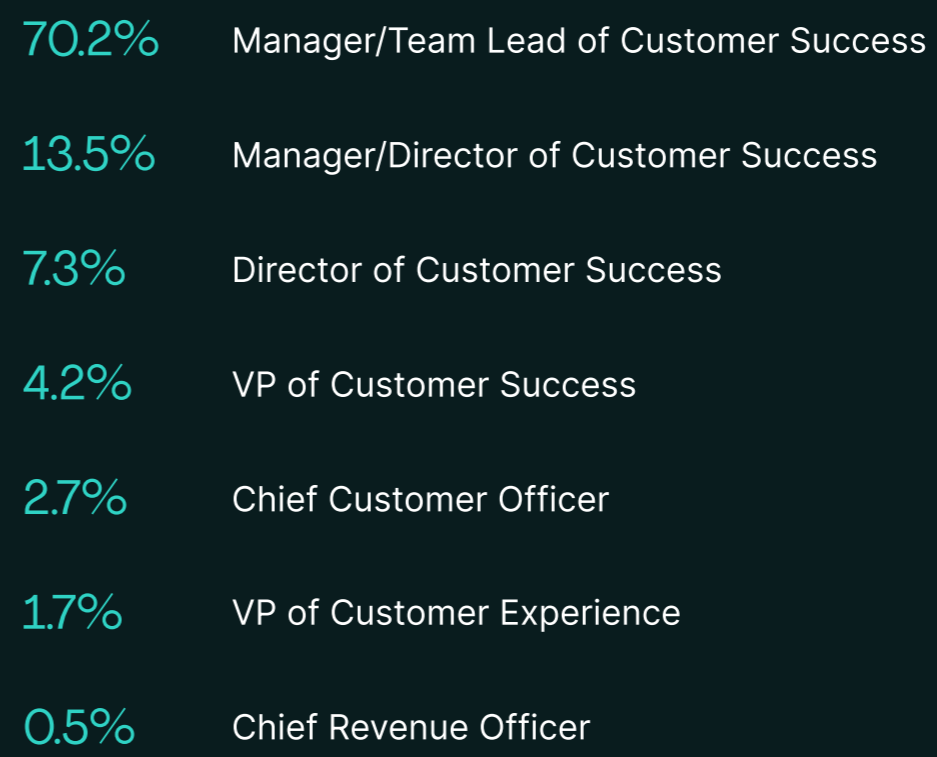 70.2% Manager/Team Lead of Customer Success
13.5% Manager/Director of Customer Success
7.3% Director of Customer Success
4.2% VP of Customer Success
2.7% Chief Customer Officer
1.7% VP of Customer Experience
0.5% Chief Revenue Officer